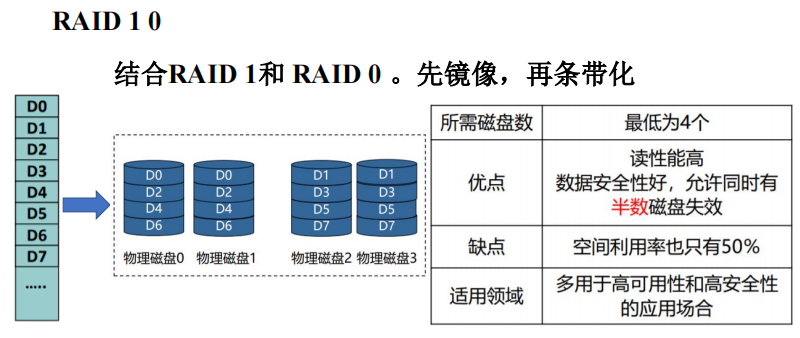 RAID 1 0
结合RAID 1和 RAID 0 。先镜像，再条带化
D0
D1
D2
D3
D4
D5
D6
D7
.....
D0
D2
D4
D6
物理磁盘0
D0
D2
D4
D6
物理磁盘1
D1
D3
D5
D7
物理磁盘2
D1
D3
D5
D7
物理磁盘3
所需磁盘数
最低为4个
优点
读性能高
数据安全性好，允许同时有
半数磁盘失效
缺点
空间利用率也只有50%
适用领域
多用于高可用性和高安全性
的应用场合